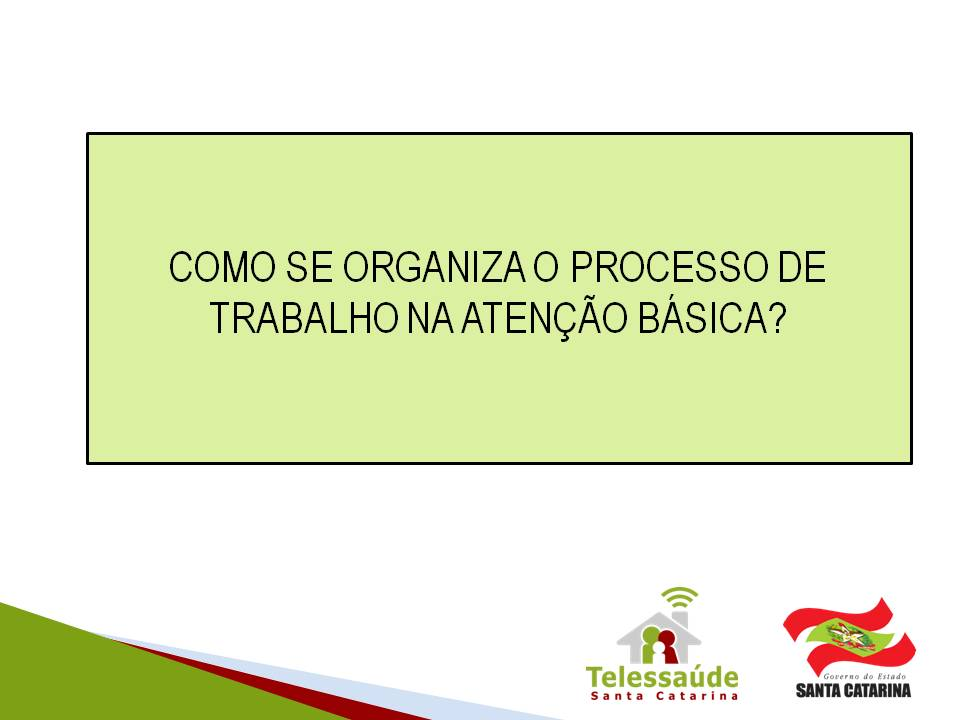 COMO SE ORGANIZA O PROCESSO DE
TRABALHO NA ATENÇÃO BÁSICA?
Telessaúde
Santa Catarina
Governo do Estado
SANTA CATARINA